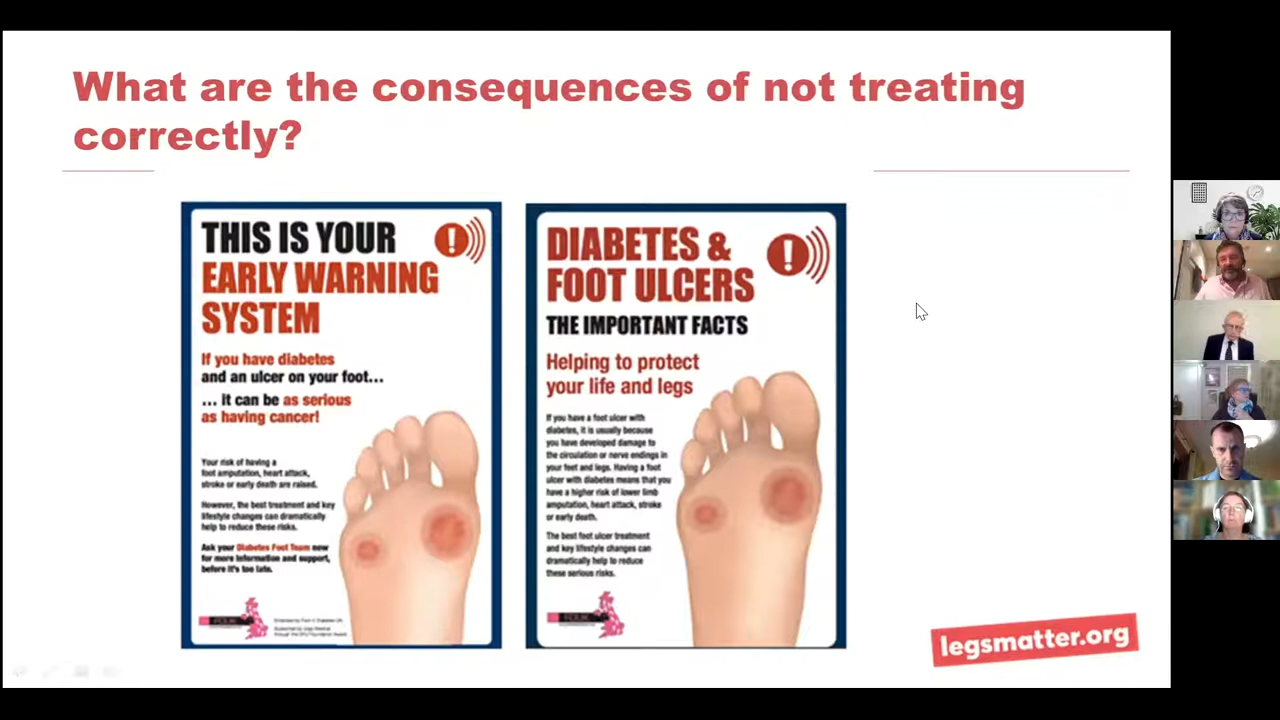 What are the consequences of not treating
correctly?
THIS IS YOUR
EARLY WARNING
SYSTEM
If you have diabetes
and an ulcer on your foot...
... it can be as serious
as having cancer!
Your risk of having a
foot amputation, heart attack,
stroke or early death are raised.
However, the best treatment and key
lifestyle changes can dramatically
help to reduce these risks.
Ask your Diabetes Foot Team now
for more information and support,
before it's too late.
DIABETES &
FOOT ULCERS
THE IMPORTANT FACTS
Helping to protect
your life and legs
If you have a foot ulcer with
diabetes, it is usually because
you have developed damage to
the circulation or nerve endings in
your feet and legs. Having a foot
ulcer with diabetes means that you
have a higher risk of lower limb
amputation, heart attack, stroke
or early death.
The best foot ulcer treatment
and key lifestyle changes can
dramatically help to reduce
these serious risks.
legsmatter.org